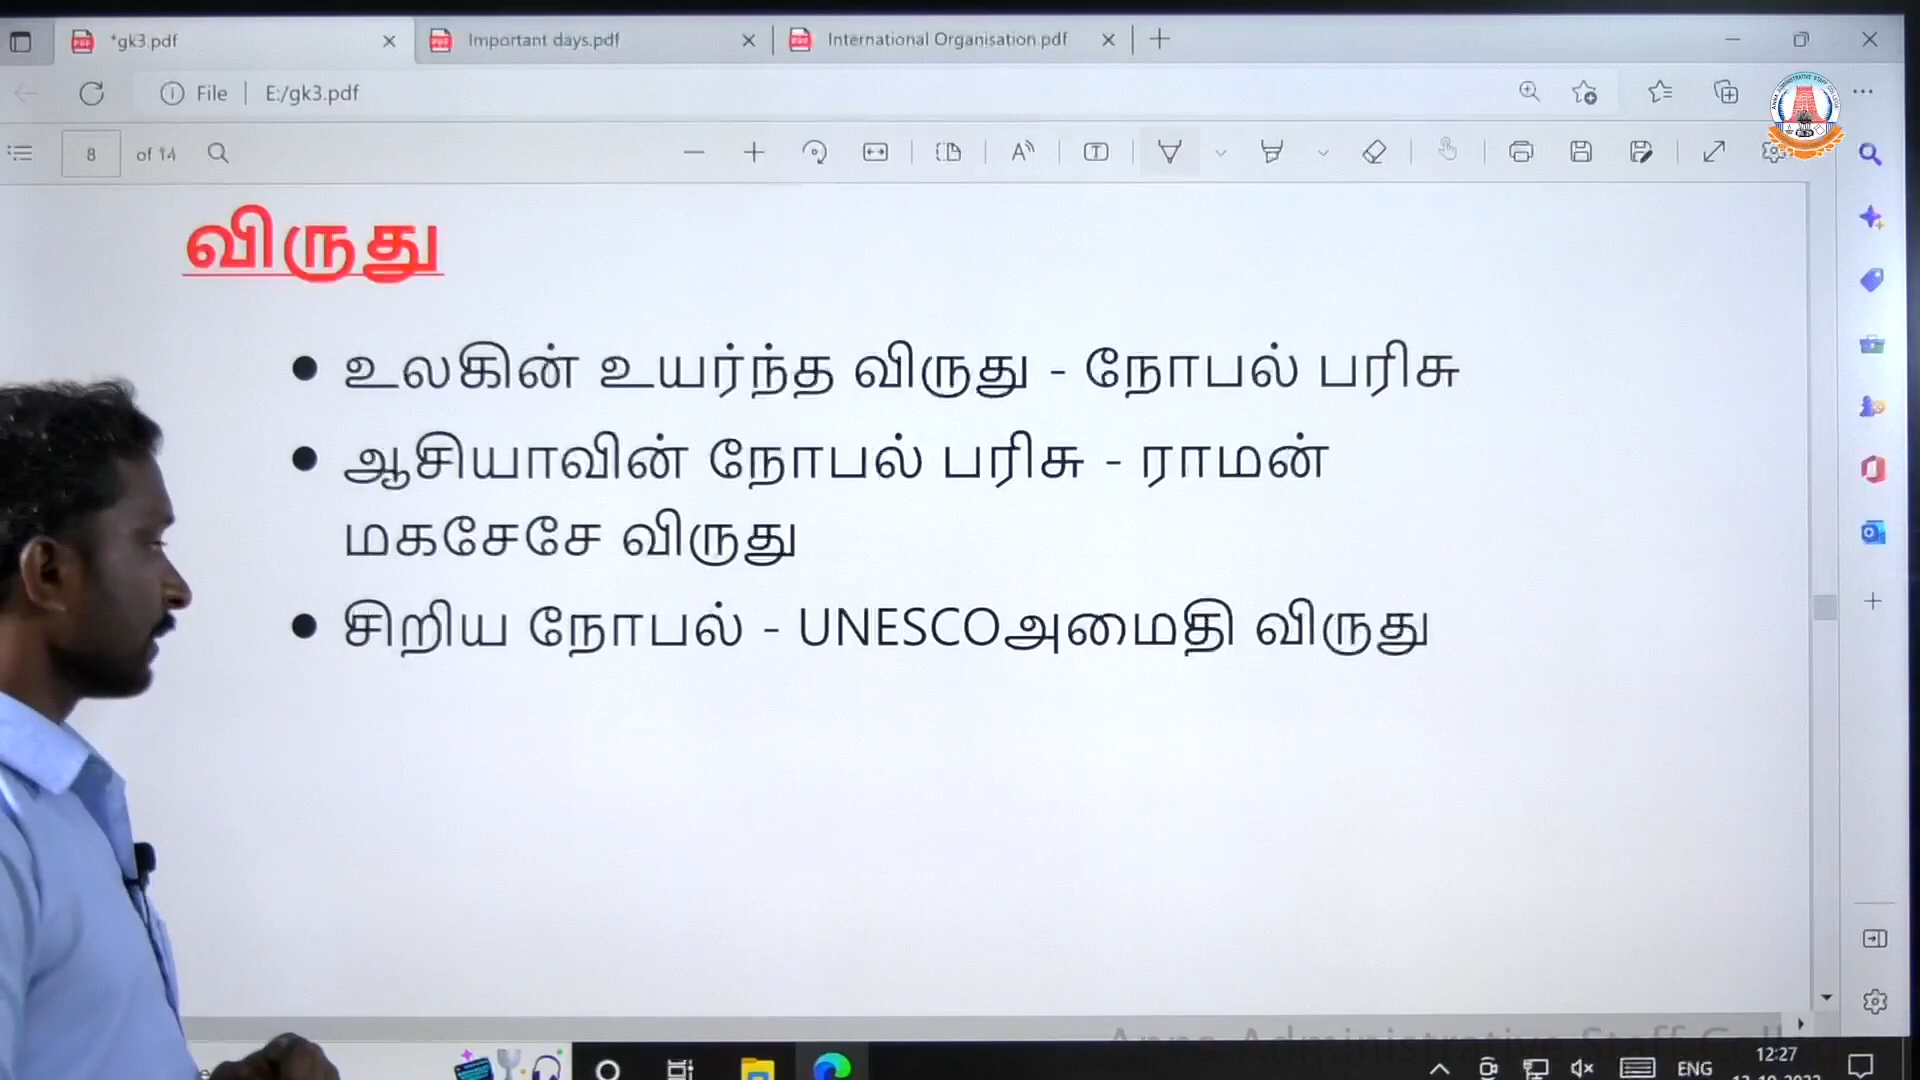 *gk3.pdf
Important days.pdf
International Organisation.pdf
File
E:/gk3.pdf
8 of 14
விருது
உலகின் உயர்ந்த விருது - நோபல் பரிசு
ஆசியாவின் நோபல் பரிசு - ராமன்
மகசேசே விருது
சிறிய நோபல் - UNESCOஅமைதி விருது
ENG
12:27